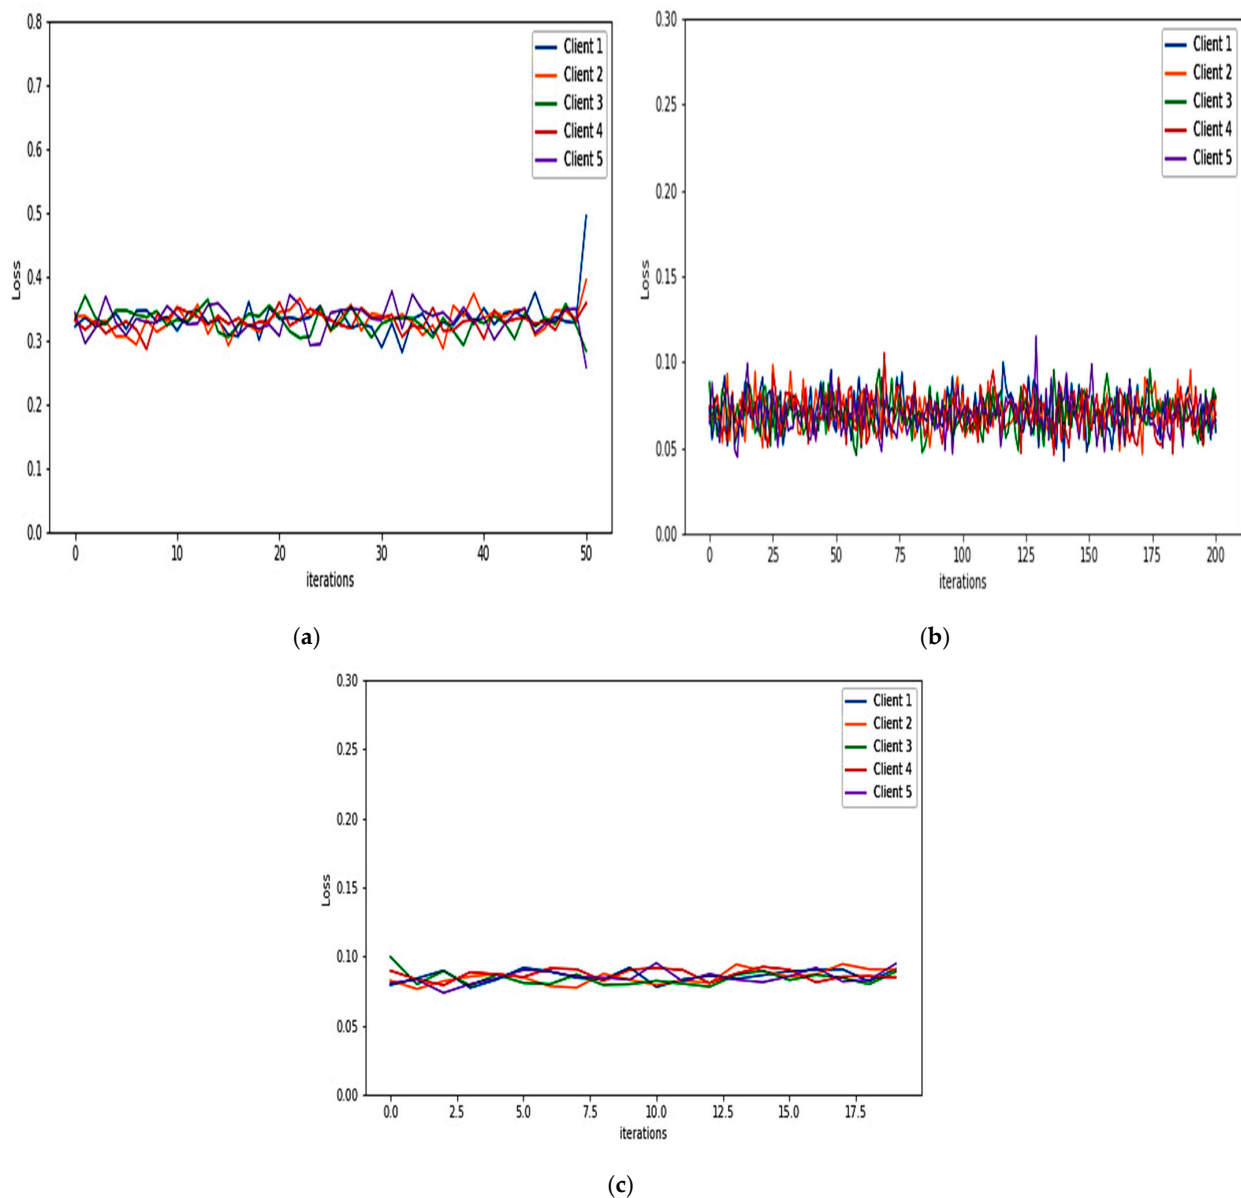 0.8
0.7
0.6
0.5
0.4
0.3
0.2
0.1
0.0
Loss
0
10
20
30
40
50
iterations
Client 1
Client 2
Client 3
Client 4
Client 5
(a)
0.30
0.25
0.20
0.15
0.10
0.05
0.00
Loss
0
25
50
75
100
125
150
175
200
iterations
Client 1
Client 2
Client 3
Client 4
Client 5
(b)
0.30
0.25
0.20
0.15
0.10
0.05
0.00
Loss
0.0
2.5
5.0
7.5
10.0
12.5
15.0
17.5
iterations
Client 1
Client 2
Client 3
Client 4
Client 5
(c)